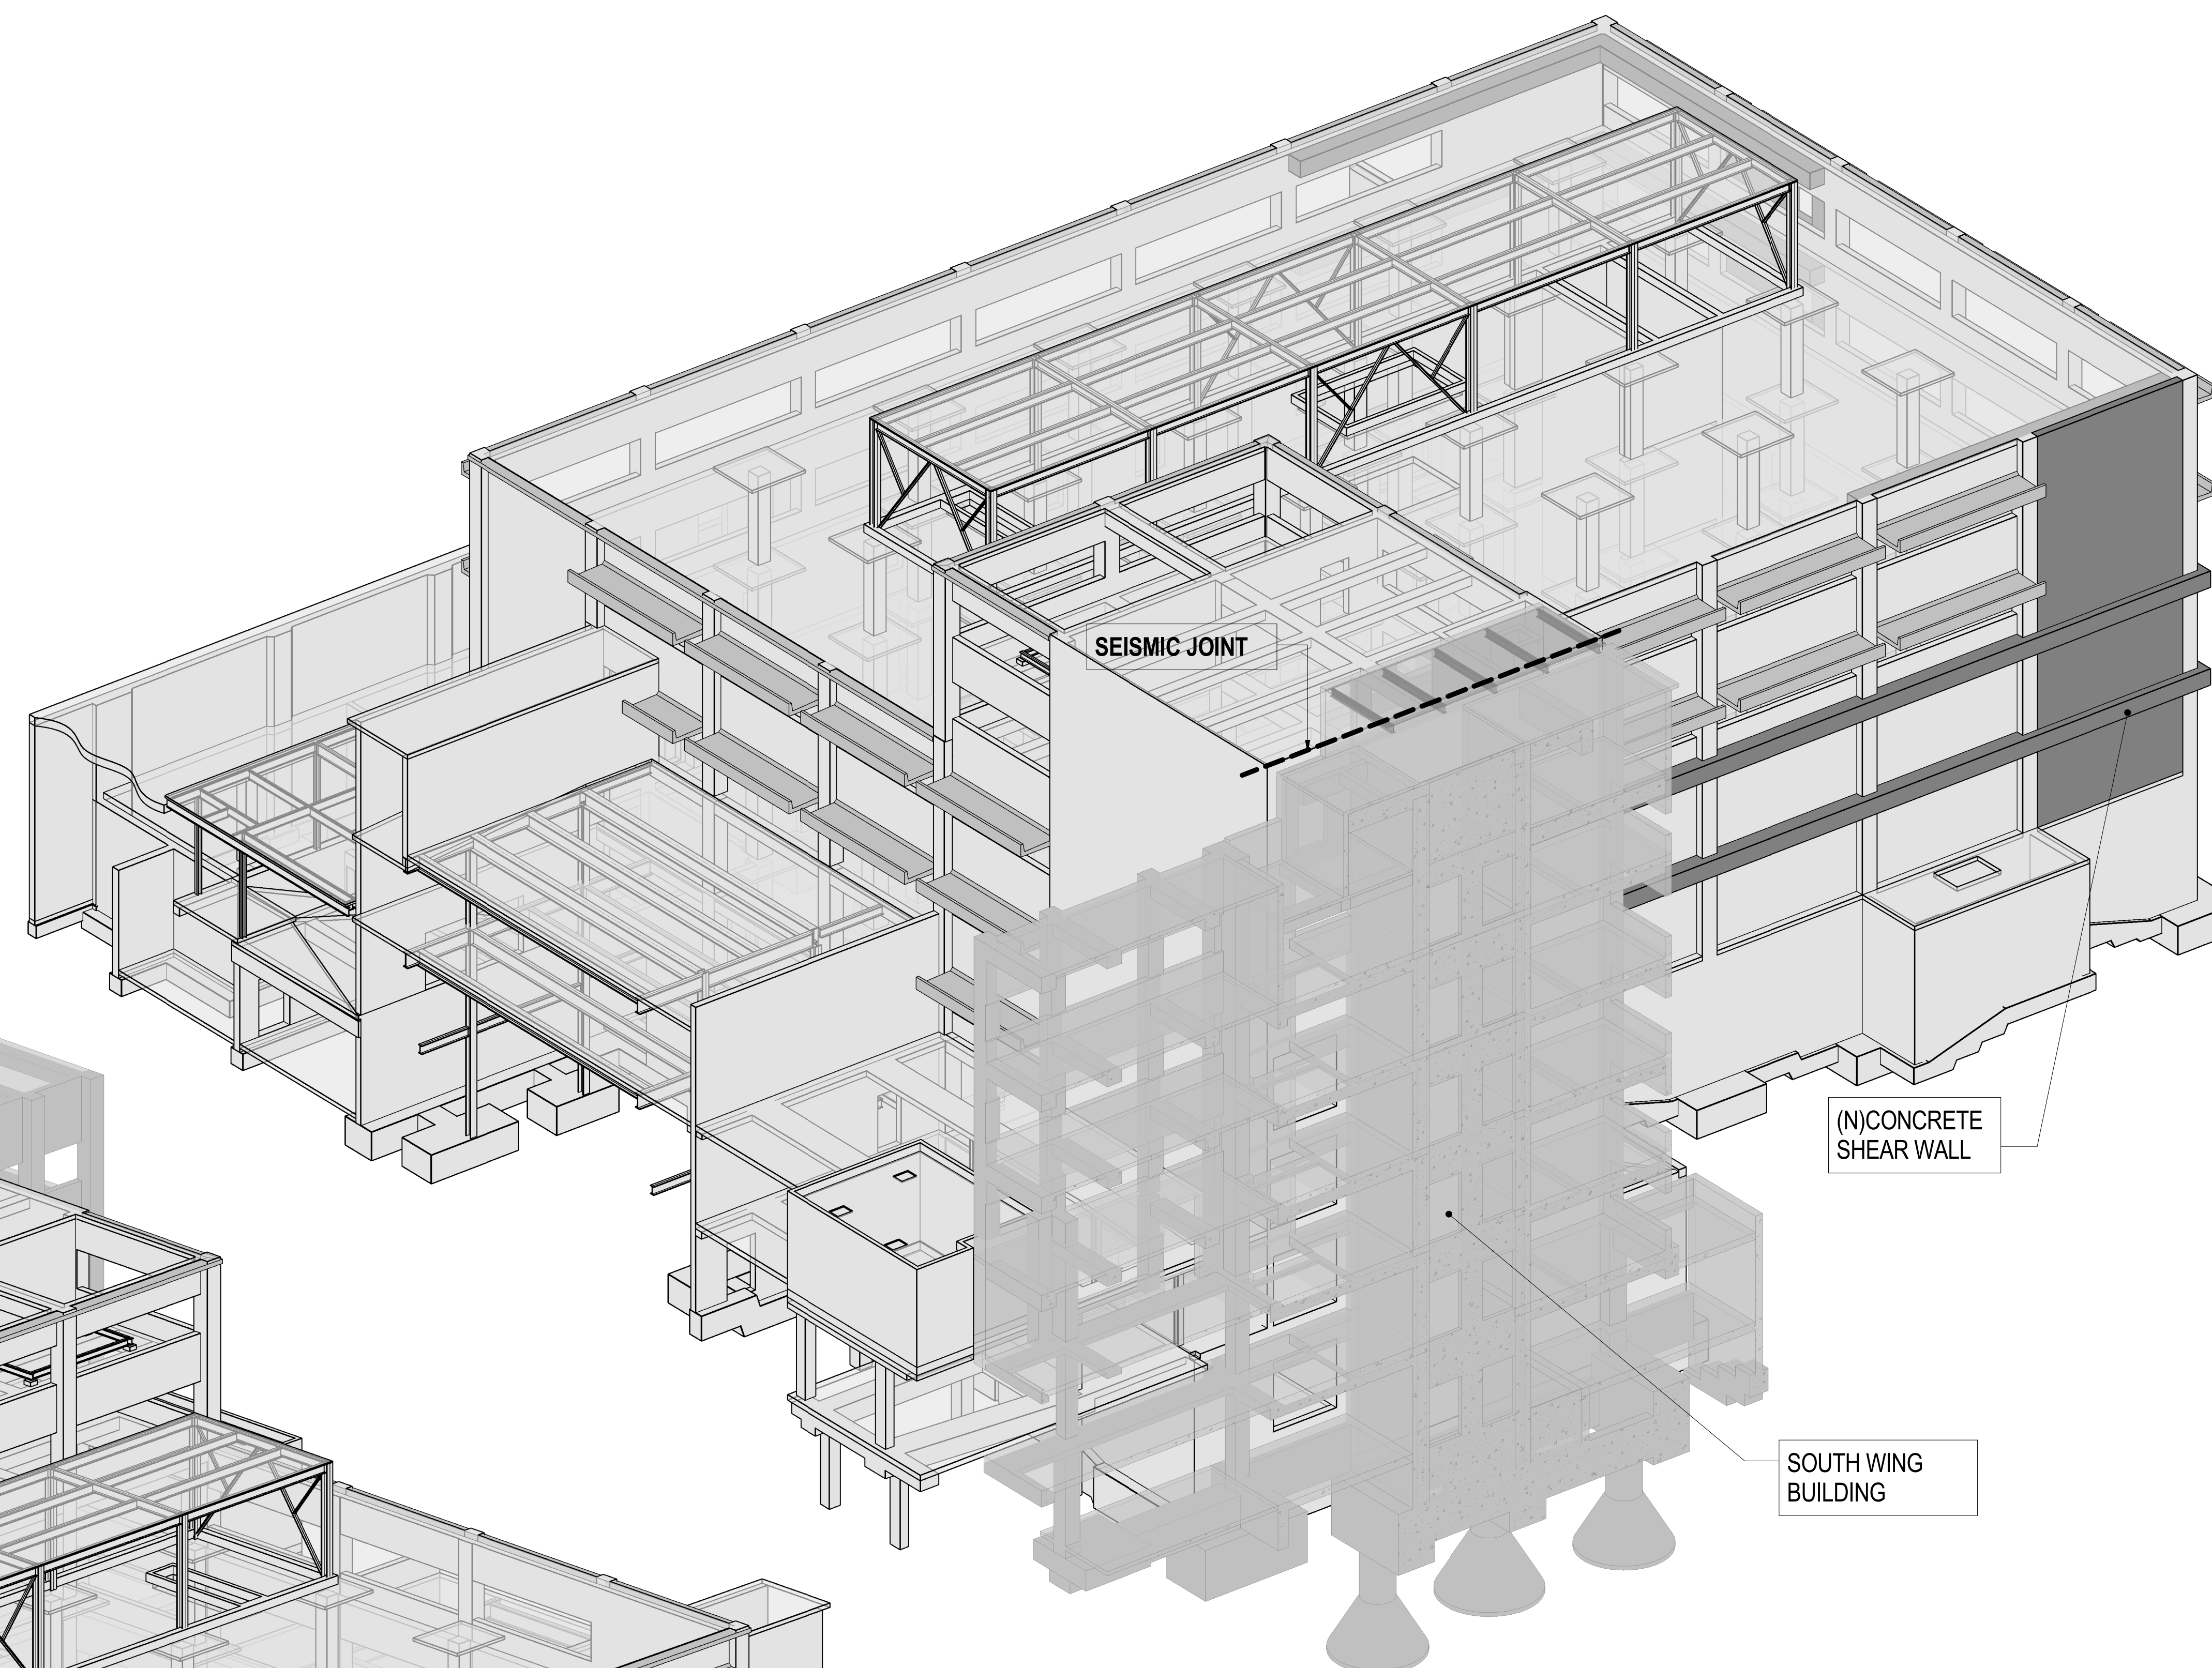 SEISMIC JOINT
(N)CONCRETE
SHEAR WALL
SOUTH WING
BUILDING